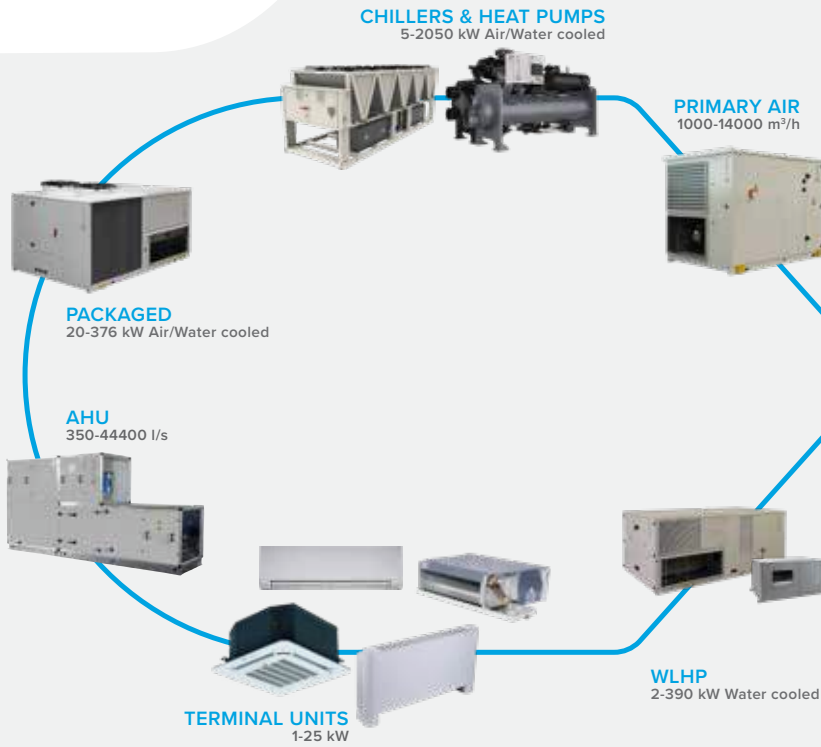 CHILLERS & HEAT PUMPS
5-2050 kW Air/Water cooled
PRIMARY AIR
1000-14000 m³/h
PACKAGED
20-376 kW Air/Water cooled
AHU
350-44400 l/s
WLHP
2-390 kW Water cooled
TERMINAL UNITS
1-25 kW